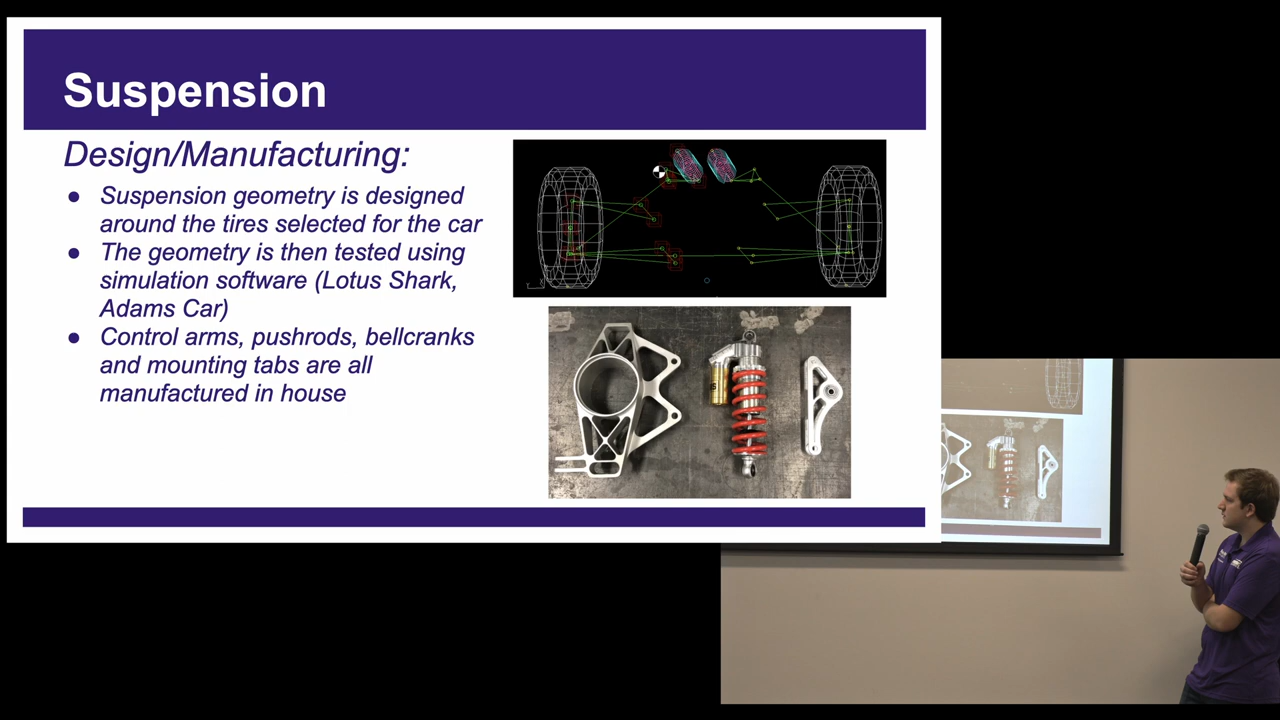 Suspension
Design/Manufacturing:
● Suspension geometry is designed
around the tires selected for the car
● The geometry is then tested using
simulation software (Lotus Shark,
Adams Car)
● Control arms, pushrods, bellcranks
and mounting tabs are all
manufactured in house